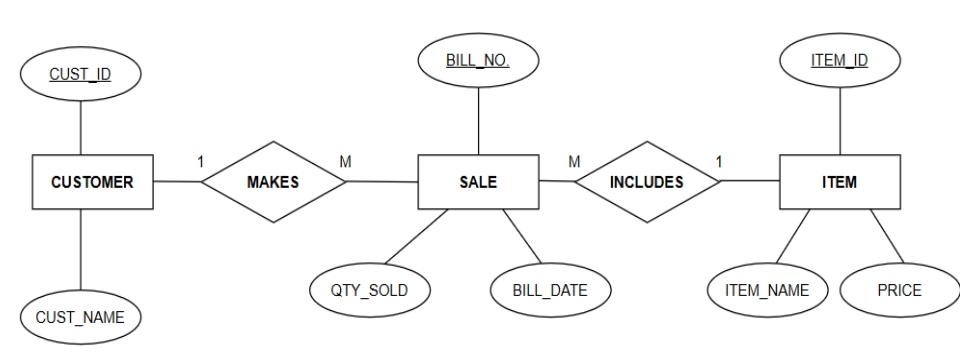 BILL_NO.
ITEM_ID
CUST_ID
1
M
M
1
CUSTOMER
MAKES
SALE
INCLUDES
ITEM
QTY_SOLD
BILL_DATE
ITEM_NAME
PRICE
CUST_NAME